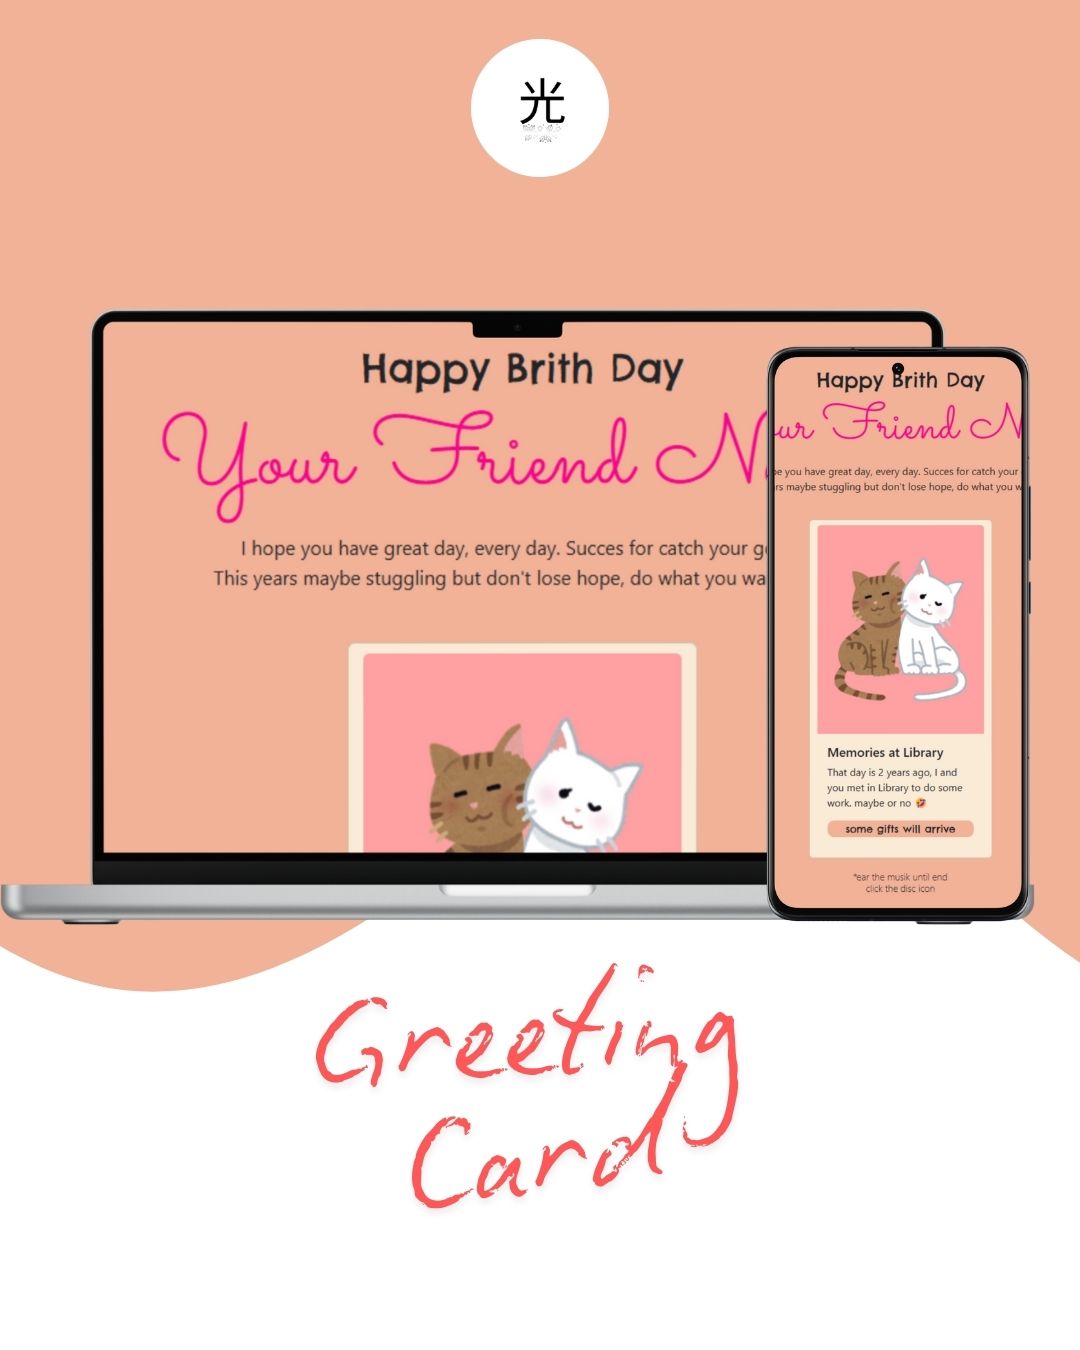 光
Happy Brith Day
Your Friend N
I hope you have great day, every day. Succes for catch your g
This years maybe stuggling but don't lose hope, do what you wa
Happy Brith Day
ur Friend N
pe you have great day, every day. Succes for catch your
rs maybe stuggling but don't lose hope, do what you w
Memories at Library
That day is 2 years ago, I and
you met in Library to do some
work. maybe or no 🤣
some gifts will arrive
*ear the musik until end
click the disc icon
Greeting
Card